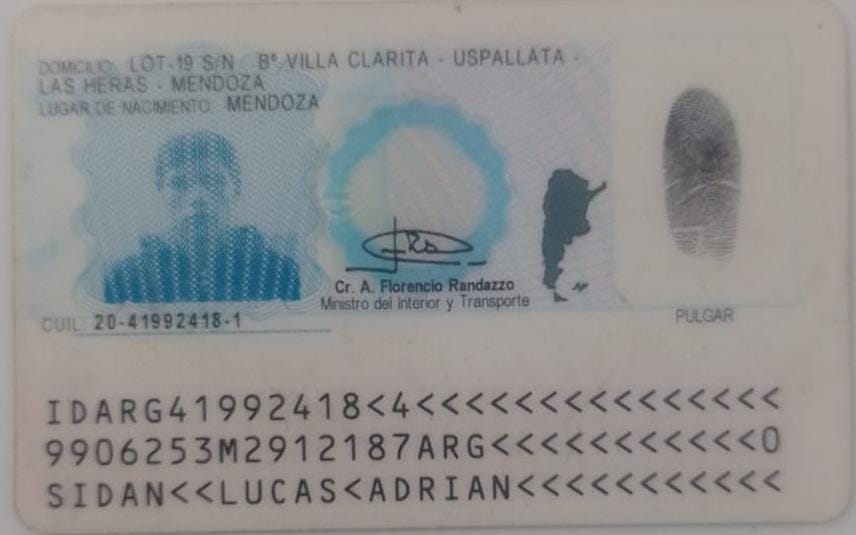 DOMICILIO: LOT-19 S/N Bº VILLA CLARITA - USPALLATA -
LAS HERAS - MENDOZA
LUGAR DE NACIMIENTO: MENDOZA
Cr. A. Florencio Randazzo
Ministro del Interior y Transporte
CUIL: 20-41992418-1
PULGAR
IDARG41992418<4<<<<<<<<<<<<<<<
9906253M2912187ARG<<<<<<<<<<<0
SIDAN<<LUCAS<ADRIAN<<<<<<<<<<<